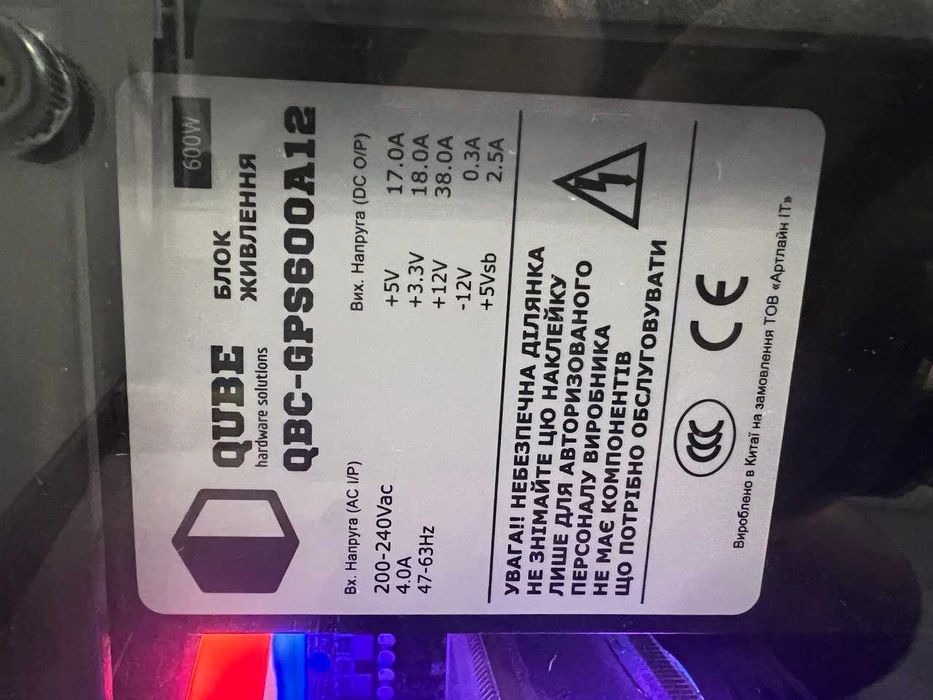 600W
QUBE
hardware solutions
БЛОК
ЖИВЛЕННЯ
QBC-GPS600A12
Вх. Напруга (AC I/P)
200-240Vac
4.0A
47-63Hz
Вих. Напруга (DC O/P)
+5V 17.0A
+3.3V 18.0A
+12V 38.0A
-12V 0.3A
+5Vsb 2.5A
УВАГА!! НЕБЕЗПЕЧНА ДІЛЯНКА
НЕ ЗНІМАЙТЕ ЦЮ НАКЛЕЙКУ
ЛИШЕ ДЛЯ АВТОРИЗОВАНОГО
ПЕРСОНАЛУ ВИРОБНИКА
НЕ МАЄ КОМПОНЕНТІВ
ЩО ПОТРІБНО ОБСЛУГОВУВАТИ
CCC CE
Вироблено в Китаї на замовлення ТОВ «Артлайн ІТ»